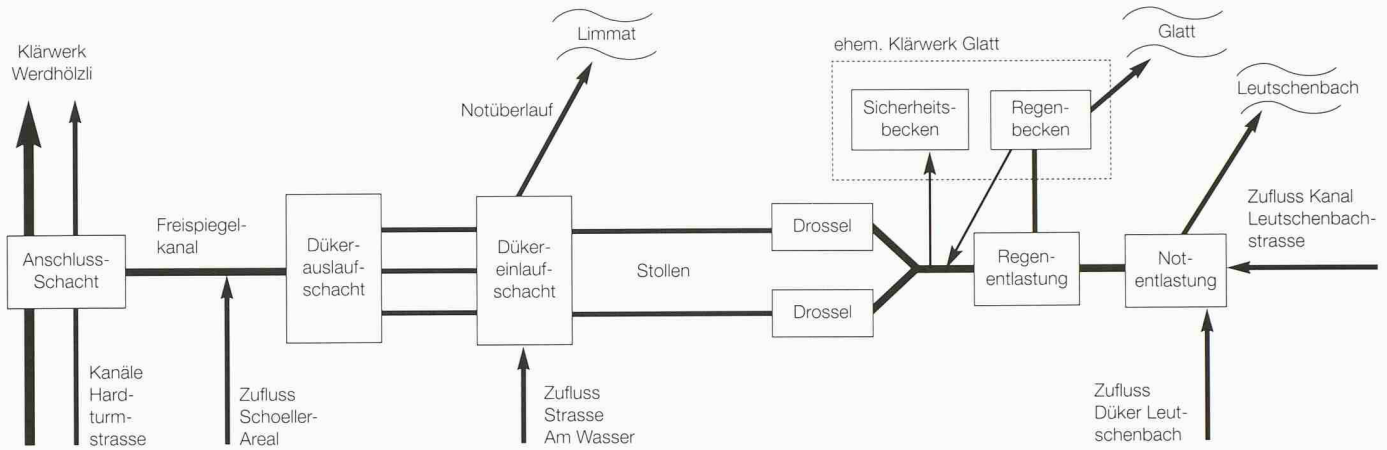 Klärwerk
Werdhölzli
Limmat
Notüberlauf
ehem. Klärwerk Glatt
Glatt
Leutschenbach
Sicherheits-
becken
Regen-
becken
Freispiegel-
kanal
Anschluss-
Schacht
Düker-
auslauf-
schacht
Düker-
einlauf-
schacht
Stollen
Drossel
Drossel
Regen-
entlastung
Not-
entlastung
Zufluss Kanal
Leutschenbach-
strasse
Kanäle
Hard-
turm-
strasse
Zufluss
Schoeller-
Areal
Zufluss
Strasse
Am Wasser
Zufluss
Düker Leut-
schenbach